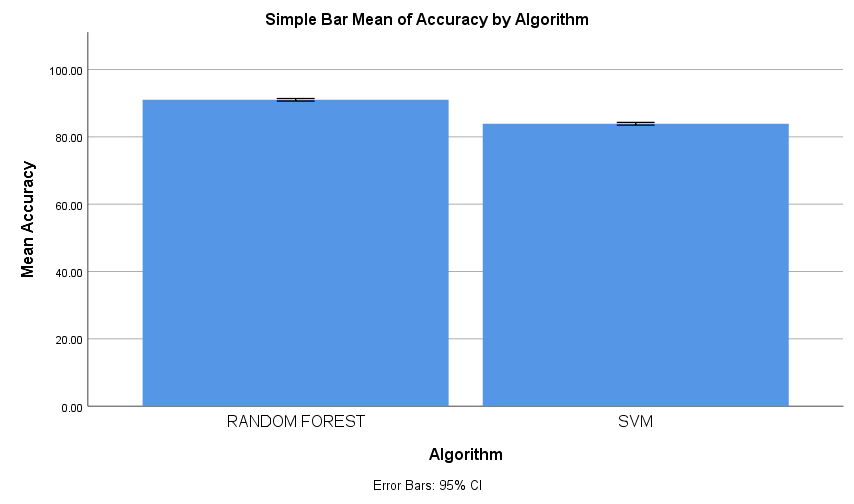 Simple Bar Mean of Accuracy by Algorithm
100.00
80.00
60.00
40.00
20.00
0.00
Mean Accuracy
RANDOM FOREST
SVM
Algorithm
Error Bars: 95% CI